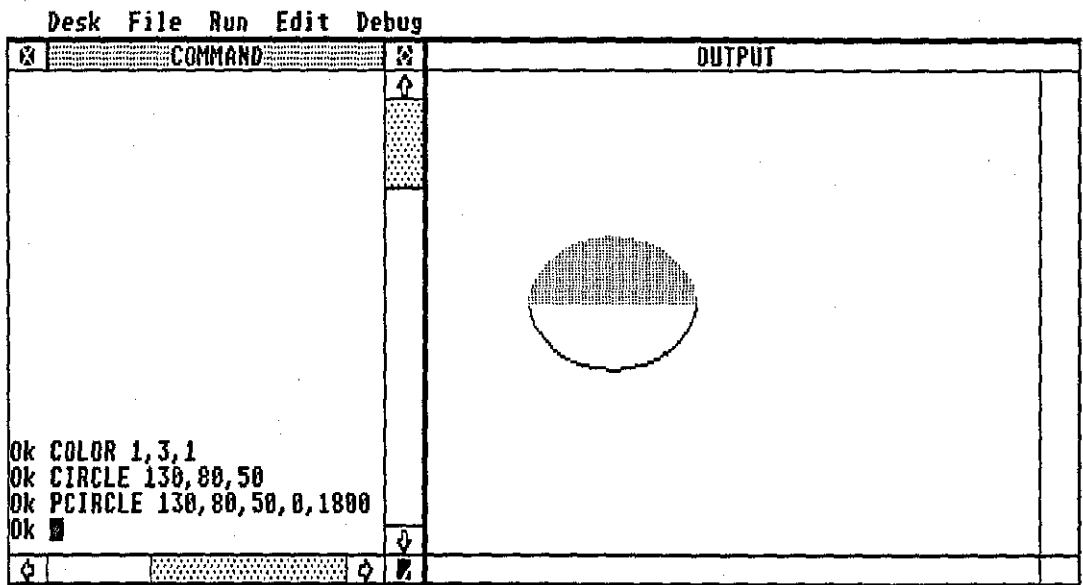 Desk File Run Edit Debug
COMMAND
OUTPUT
Ok COLOR 1,3,1
Ok CIRCLE 130,80,50
Ok PCIRCLE 130,80,50,0,1800
Ok